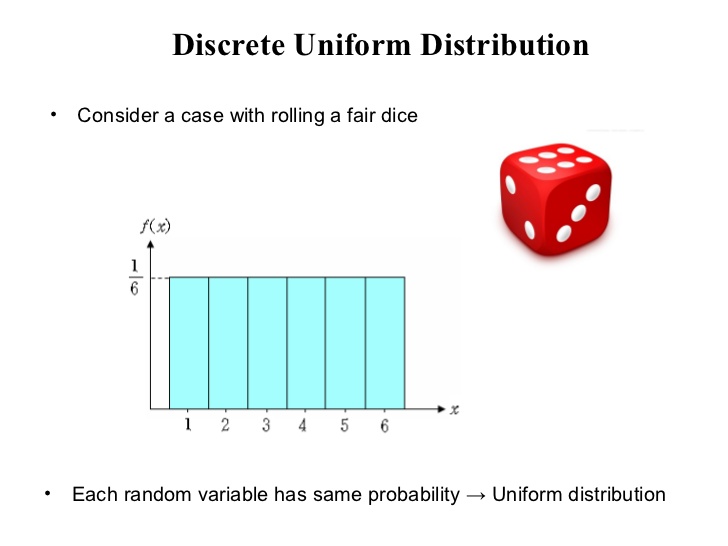 Discrete Uniform Distribution
• Consider a case with rolling a fair dice
f(x)
1
6
x
1 2 3 4 5 6
• Each random variable has same probability → Uniform distribution